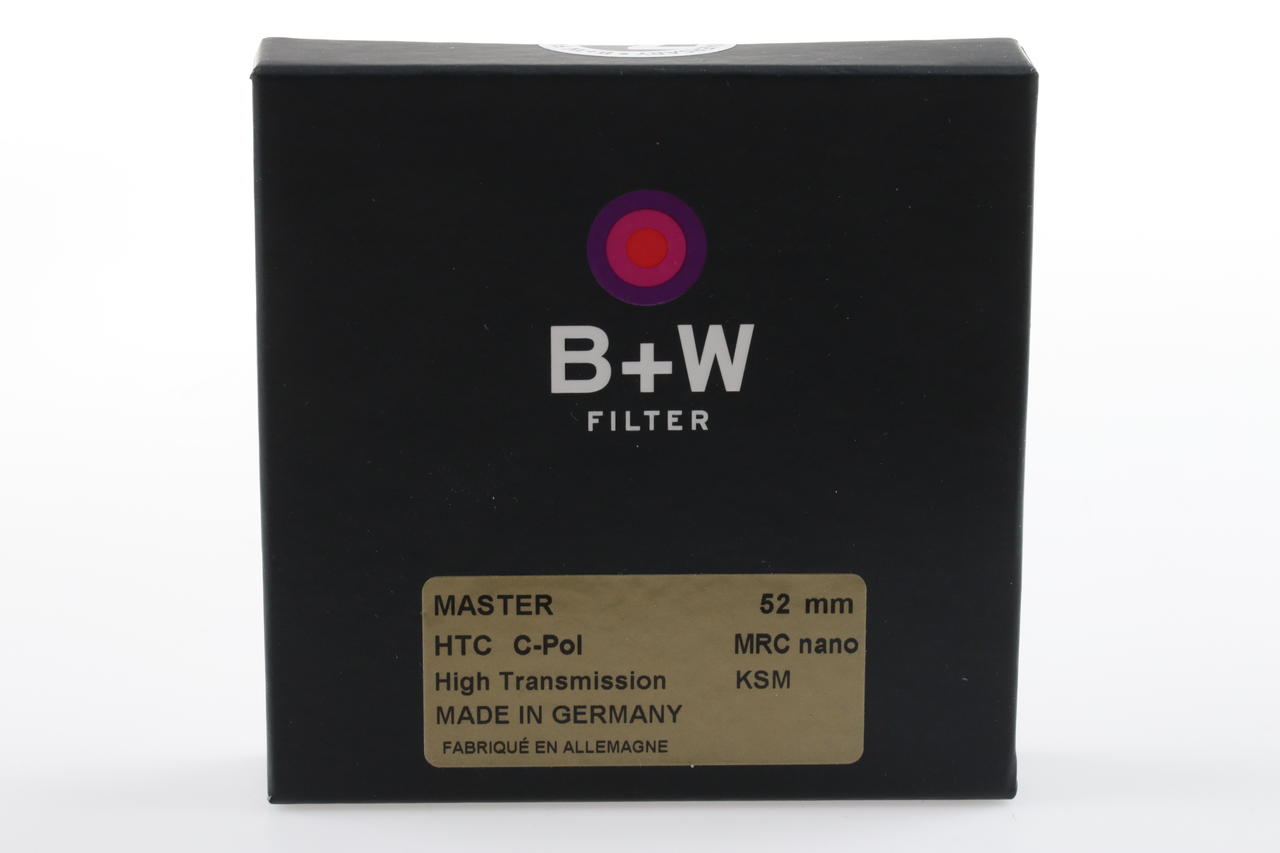 B+W
FILTER
MASTER 52 mm
HTC C-Pol MRC nano
High Transmission KSM
MADE IN GERMANY
FABRIQUÉ EN ALLEMAGNE